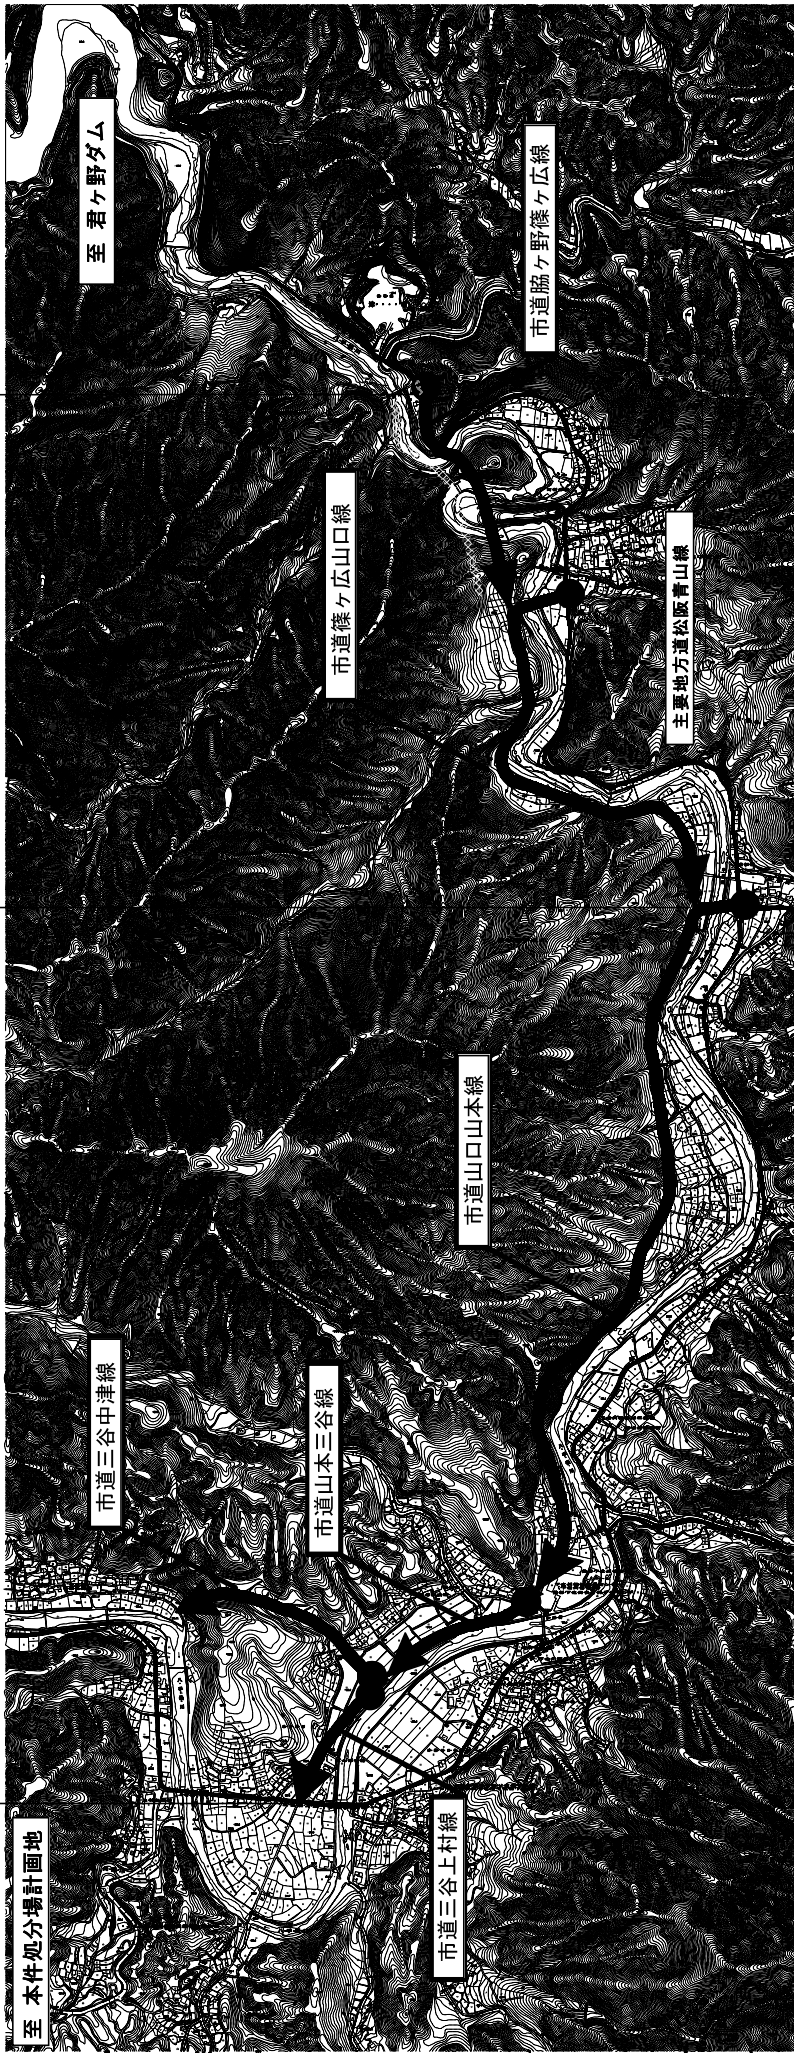 至 君ヶ野ダム
市道脇ヶ野篠ヶ広線
市道篠ヶ広山口線
主要地方道松阪青山線
市道山口山本線
市道三谷中津線
市道山本三谷線
市道三谷上村線
至 本件処分場計画地